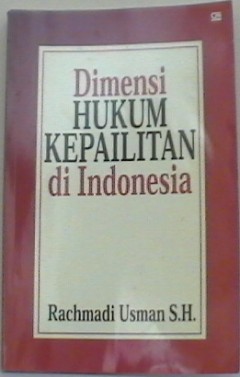 Dimensi
HUKUM
KEPAILITAN
di Indonesia
Rachmadi Usman S.H.